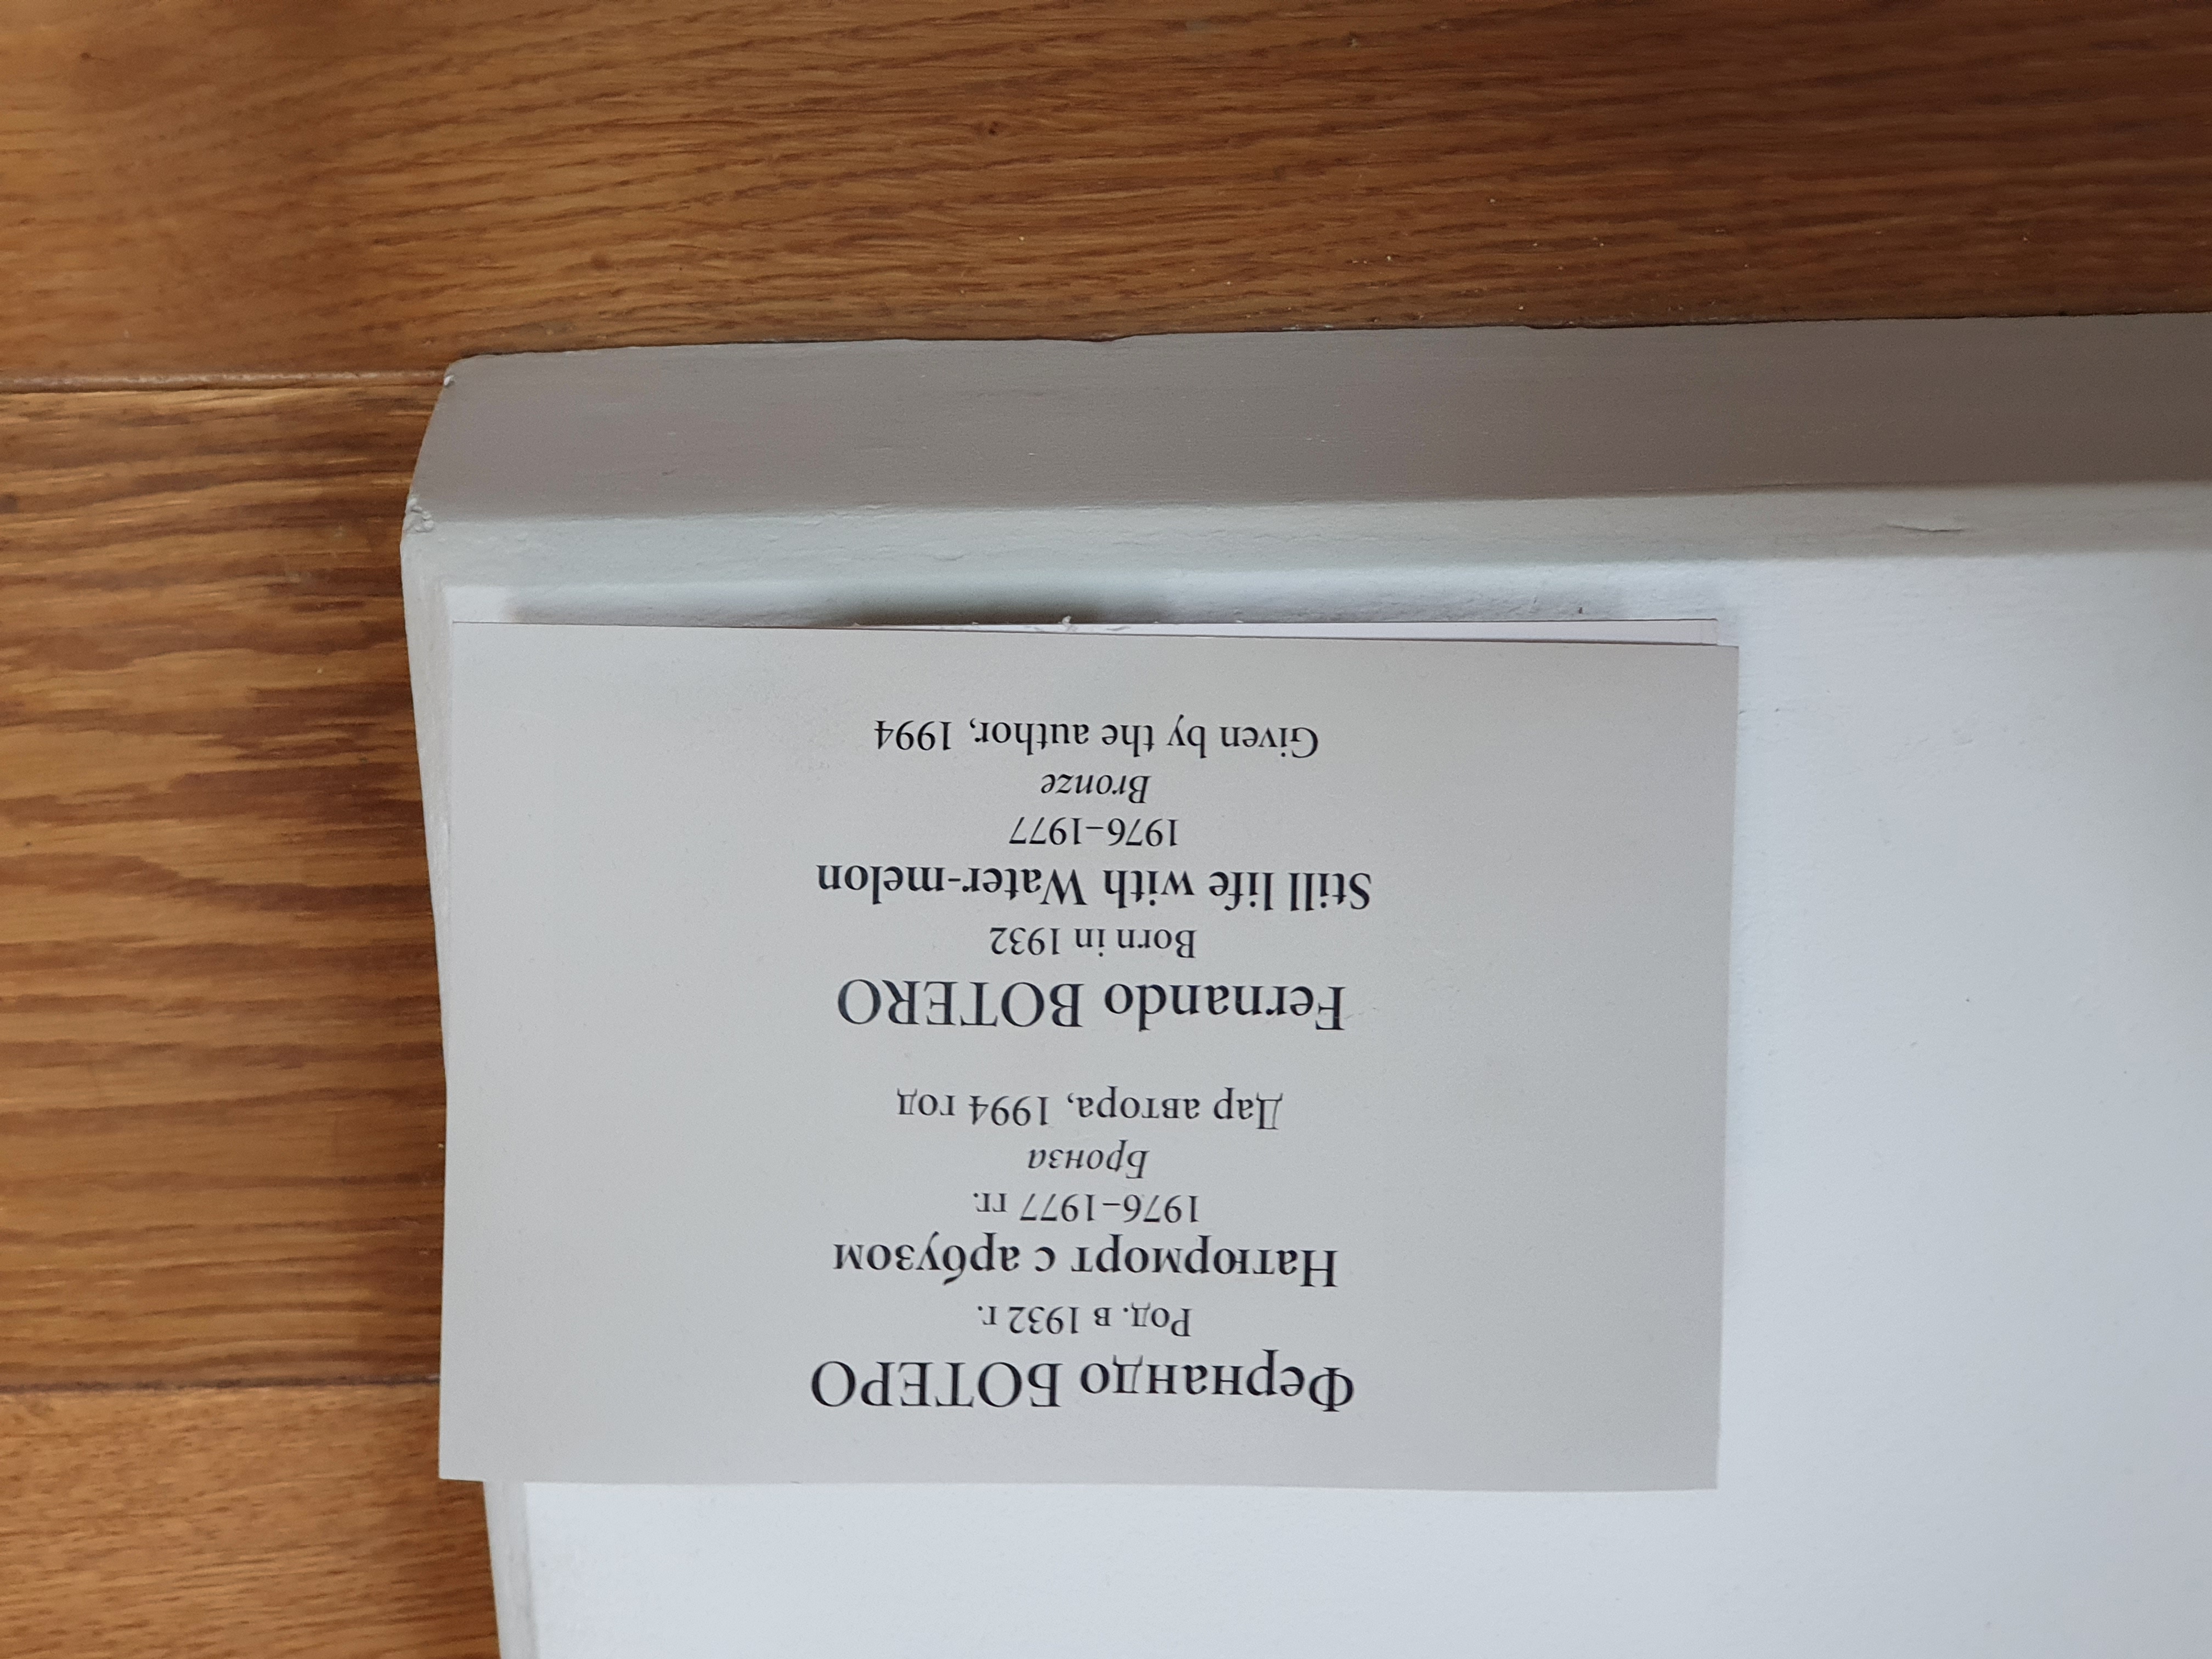 Фернандо БОТЕРО
Род. в 1932 г.
Натюрморт с арбузом
1976–1977 гг.
Бронза
Дар автора, 1994 год
Fernando BOTERO
Born in 1932
Still life with Water-melon
1976–1977
Bronze
Given by the author, 1994